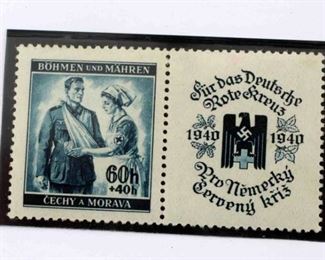 BÖHMEN UND MÄHREN
60h
+40h
ČECHY A MORAVA
Für das Deutsche
Rote Kreuz
1940 1940
Pro Německý
červený kříž